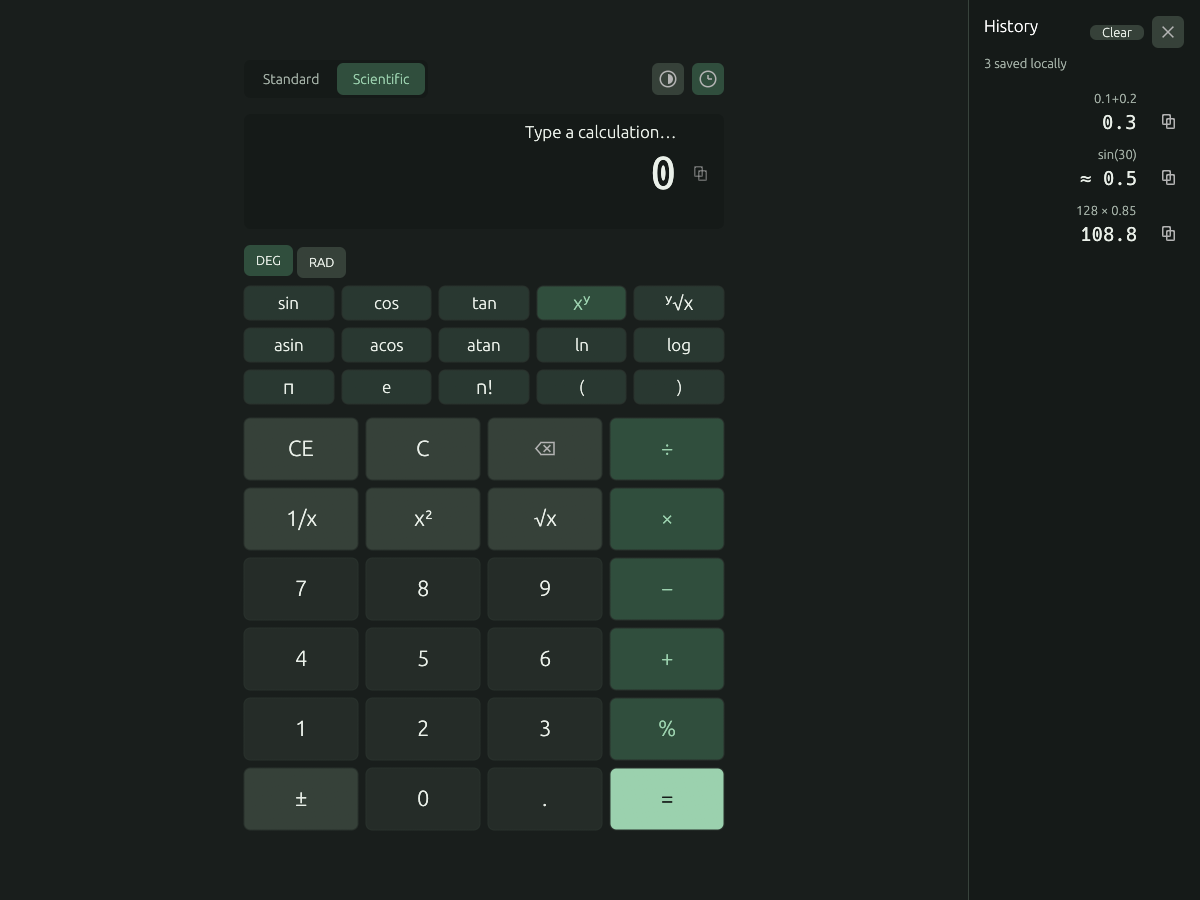 Standard Scientific
Type a calculation…
0
DEG RAD
sin cos tan xʸ ʸ√x
asin acos atan ln log
π e n! ( )
CE C ÷
1/x x² √x ×
7 8 9 −
4 5 6 +
1 2 3 %
± 0 . =
History Clear
3 saved locally
0.1+0.2
0.3
sin(30)
≈ 0.5
128 × 0.85
108.8